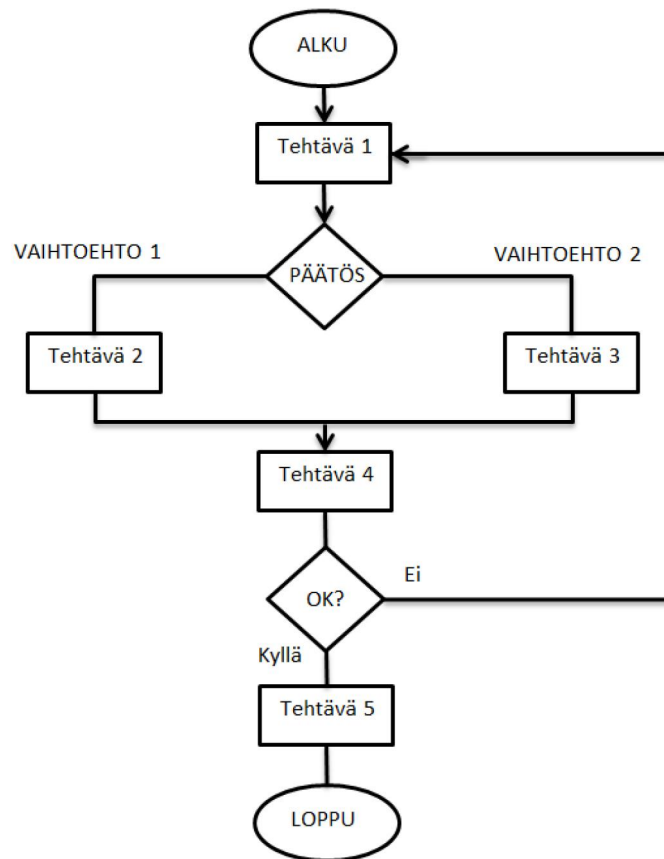 ALKU
Tehtävä 1
VAIHTOEHTO 1
PÄÄTÖS
VAIHTOEHTO 2
Tehtävä 2
Tehtävä 3
Tehtävä 4
OK?
Ei
Kyllä
Tehtävä 5
LOPPU